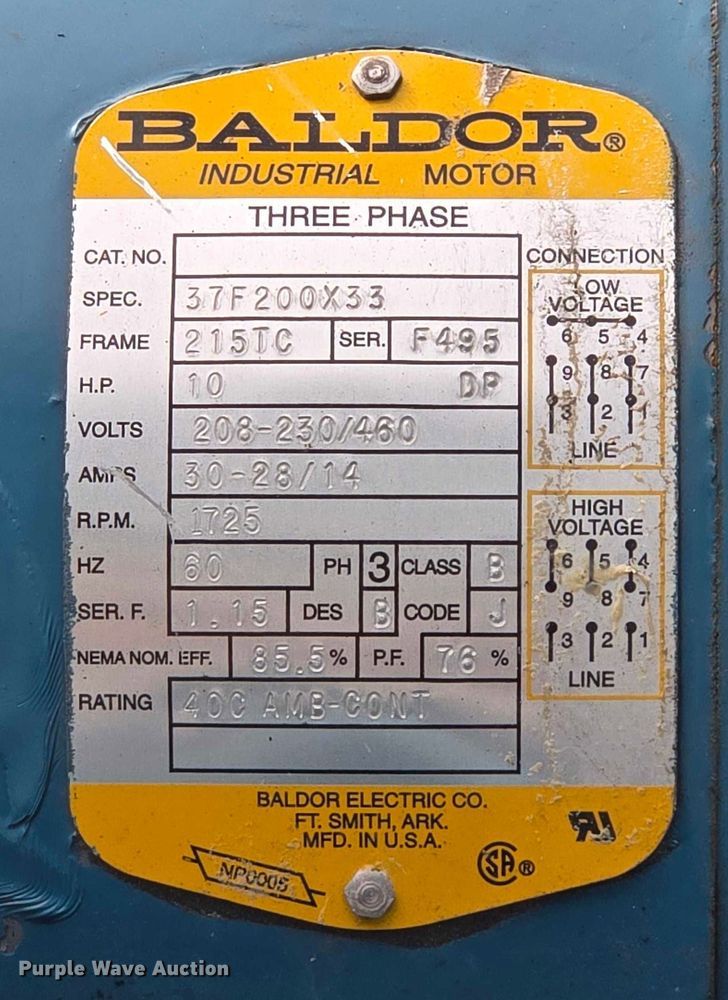 BALDOR®
INDUSTRIAL MOTOR
THREE PHASE
CAT. NO.
SPEC. 37F200X33
FRAME 215TC SER. F495
H.P. 10 DP
VOLTS 208-230/460
AMPS 30-28/14
R.P.M. 1725
HZ 60 PH 3 CLASS B
SER. F. 1.15 DES B CODE J
NEMA NOM. EFF. 85.5% P.F. 76 %
RATING 40C AMB-CONT
CONNECTION
LOW
VOLTAGE
6 5 4
9 8 7
3 2 1
LINE
HIGH
VOLTAGE
6 5 4
9 8 7
3 2 1
LINE
BALDOR ELECTRIC CO.
FT. SMITH, ARK.
MFD. IN U.S.A.
NP0005
SA®
RU
Purple Wave Auction